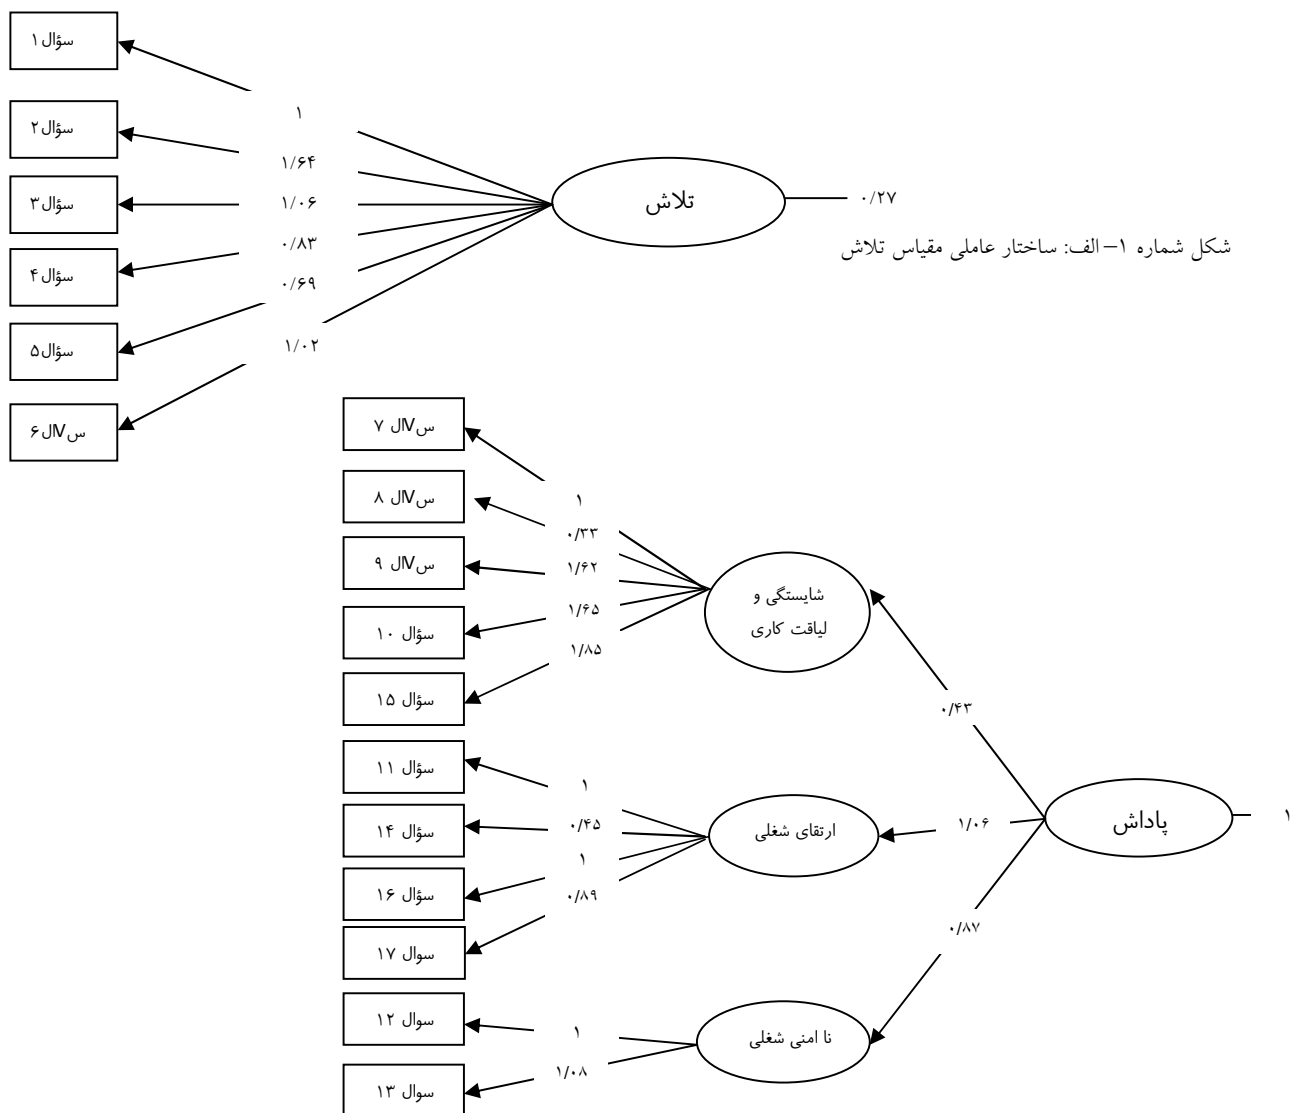 سؤال ۱
سؤال ۲
سؤال ۳
سؤال ۴
سؤال ۵
س Vال ۶
۱
۱/۶۴
۱/۰۶
۰/۸۳
۰/۶۹
۱/۰۲
تلاش
۰/۲۷
شکل شماره ۱– الف: ساختار عاملی مقیاس تلاش
س Vال ۷
س Vال ۸
س Vال ۹
سؤال ۱۰
سؤال ۱۵
سؤال ۱۱
سؤال ۱۴
سؤال ۱۶
سوال ۱۷
سوال ۱۲
سوال ۱۳
۱
۰/۳۳
۱/۶۲
۱/۶۵
۱/۸۵
۱
۰/۴۵
۱
۰/۸۹
۱
۱/۰۸
شایستگی و
لیاقت کاری
ارتقای شغلی
نا امنی شغلی
۰/۴۳
۱/۰۶
۰/۸۷
پاداش
۱